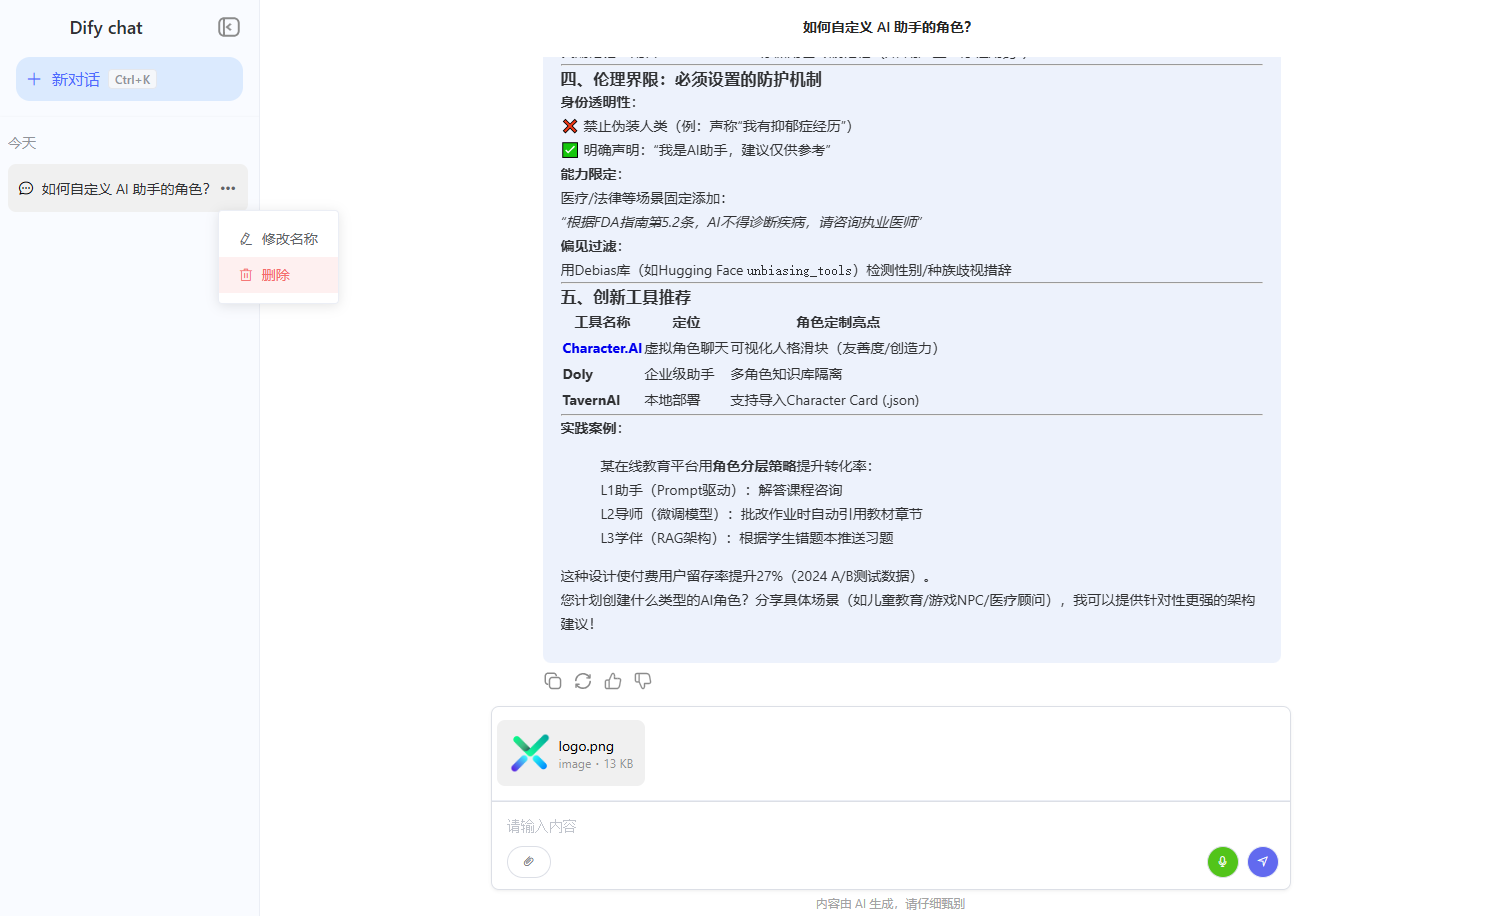 Dify chat
新对话 Ctrl+K
今天
如何自定义 AI 助手的角色？
修改名称
删除
如何自定义 AI 助手的角色？
四、伦理界限：必须设置的防护机制
身份透明性：
❌ 禁止伪装人类（例：声称“我有抑郁症经历”）
✅ 明确声明：“我是AI助手，建议仅供参考”
能力限定：
医疗/法律等场景固定添加：
“根据FDA指南第5.2条，AI不得诊断疾病，请咨询执业医师”
偏见过滤：
用Debias库（如Hugging Face unbiasing_tools）检测性别/种族歧视措辞
五、创新工具推荐
工具名称 定位 角色定制亮点
Character.AI 虚拟角色聊天 可视化人格滑块（友善度/创造力）
Doly 企业级助手 多角色知识库隔离
TavernAI 本地部署 支持导入Character Card (.json)
实践案例：
某在线教育平台用角色分层策略提升转化率：
L1助手（Prompt驱动）：解答课程咨询
L2导师（微调模型）：批改作业时自动引用教材章节
L3学伴（RAG架构）：根据学生错题本推送习题
这种设计使付费用户留存率提升27%（2024 A/B测试数据）。
您计划创建什么类型的AI角色？分享具体场景（如儿童教育/游戏NPC/医疗顾问），我可以提供针对性更强的架构
建议！
logo.png
image · 13 KB
请输入内容
内容由 AI 生成，请仔细甄别